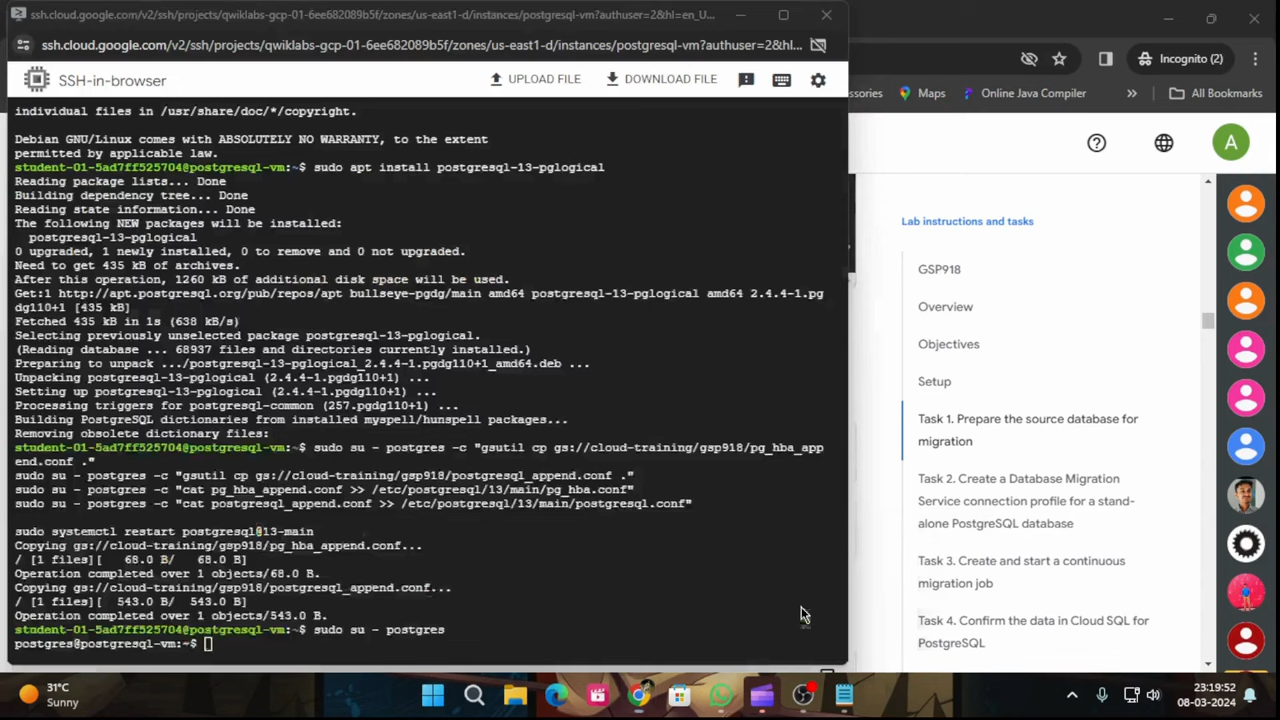 ssh.cloud.google.com/v2/ssh/projects/qwiklabs-gcp-01-6ee682089b5f/zones/us-east1-d/instances/postgresql-vm?authuser=2&hl=en_U...
ssh.cloud.google.com/v2/ssh/projects/qwiklabs-gcp-01-6ee682089b5f/zones/us-east1-d/instances/postgresql-vm?authuser=2&hl...
Incognito (2)
SSH-in-browser
UPLOAD FILE
DOWNLOAD FILE
ssories
Maps
Online Java Compiler
»
All Bookmarks
A
individual files in /usr/share/doc/*/copyright.
Debian GNU/Linux comes with ABSOLUTELY NO WARRANTY, to the extent
permitted by applicable law.
student-01-5ad7ff525704@postgresql-vm:~$ sudo apt install postgresql-13-pglogical
Reading package lists... Done
Building dependency tree... Done
Reading state information... Done
The following NEW packages will be installed:
postgresql-13-pglogical
0 upgraded, 1 newly installed, 0 to remove and 0 not upgraded.
Need to get 435 kB of archives.
After this operation, 1260 kB of additional disk space will be used.
Get:1 http://apt.postgresql.org/pub/repos/apt bullseye-pgdg/main amd64 postgresql-13-pglogical amd64 2.4.4-1.pg
dg110+1 [435 kB]
Fetched 435 kB in 1s (638 kB/s)
Selecting previously unselected package postgresql-13-pglogical.
(Reading database ... 68937 files and directories currently installed.)
Preparing to unpack .../postgresql-13-pglogical_2.4.4-1.pgdg110+1_amd64.deb ...
Unpacking postgresql-13-pglogical (2.4.4-1.pgdg110+1) ...
Setting up postgresql-13-pglogical (2.4.4-1.pgdg110+1) ...
Processing triggers for postgresql-common (257.pgdg110+1) ...
Building PostgreSQL dictionaries from installed myspell/hunspell packages...
Removing obsolete dictionary files:
student-01-5ad7ff525704@postgresql-vm:~$ sudo su - postgres -c "gsutil cp gs://cloud-training/gsp918/pg_hba_app
end.conf ."
sudo su - postgres -c "gsutil cp gs://cloud-training/gsp918/postgresql_append.conf ."
sudo su - postgres -c "cat pg_hba_append.conf >> /etc/postgresql/13/main/pg_hba.conf"
sudo su - postgres -c "cat postgresql_append.conf >> /etc/postgresql/13/main/postgresql.conf"
sudo systemctl restart postgresql@13-main
Copying gs://cloud-training/gsp918/pg_hba_append.conf...
/ [1 files][   68.0 B/   68.0 B]
Operation completed over 1 objects/68.0 B.
Copying gs://cloud-training/gsp918/postgresql_append.conf...
/ [1 files][  543.0 B/  543.0 B]
Operation completed over 1 objects/543.0 B.
student-01-5ad7ff525704@postgresql-vm:~$ sudo su - postgres
postgres@postgresql-vm:~$
Lab instructions and tasks
GSP918
Overview
Objectives
Setup
Task 1. Prepare the source database for
migration
Task 2. Create a Database Migration
Service connection profile for a stand-
alone PostgreSQL database
Task 3. Create and start a continuous
migration job
Task 4. Confirm the data in Cloud SQL for
PostgreSQL
31°C
Sunny
23:19:52
08-03-2024